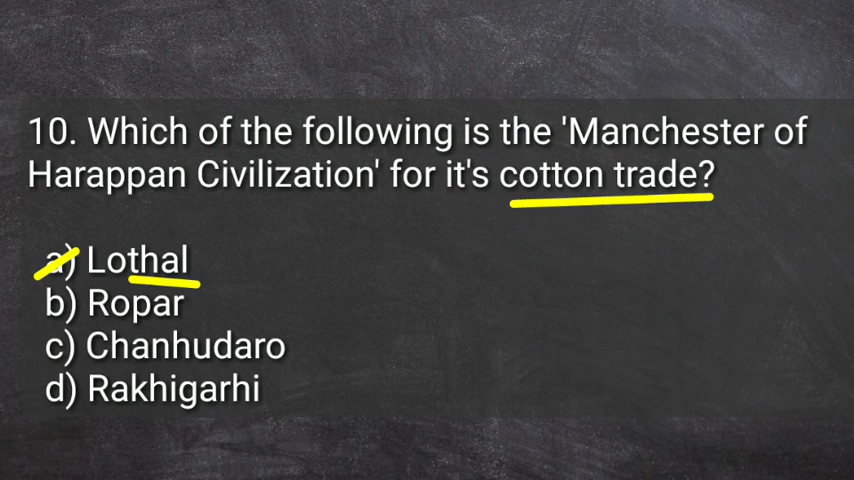 10. Which of the following is the 'Manchester of
Harappan Civilization' for it's cotton trade?
a) Lothal
b) Ropar
c) Chanhudaro
d) Rakhigarhi